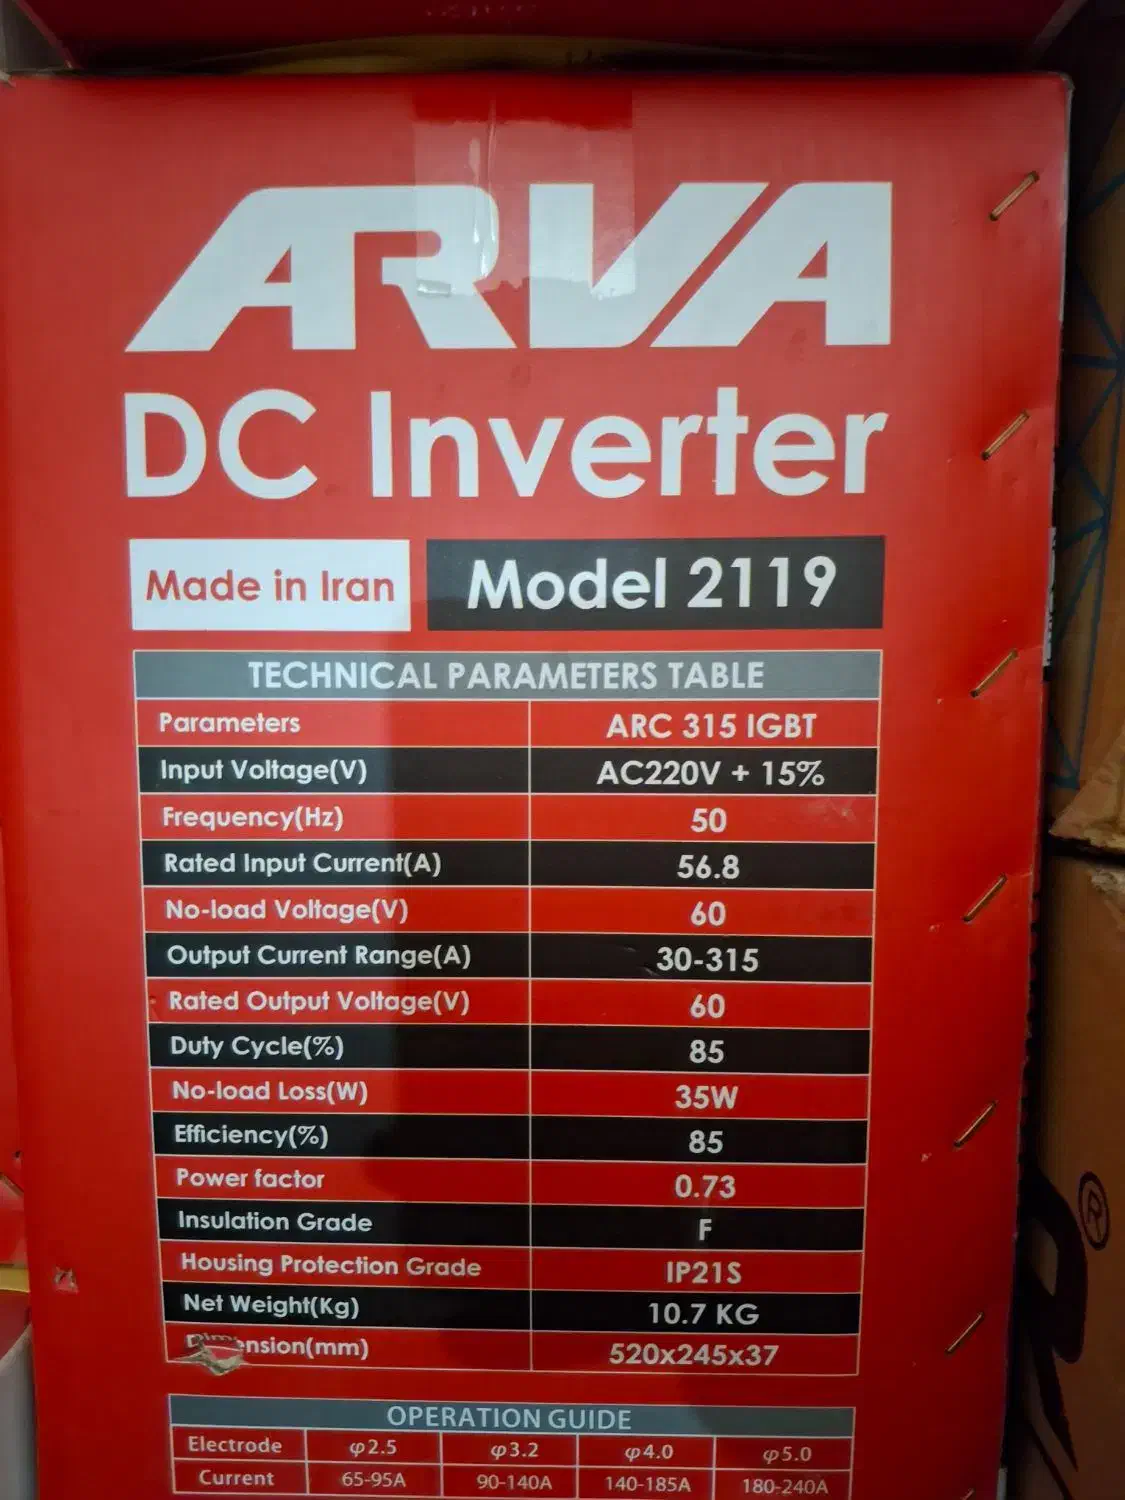 ARVA
DC Inverter
Made in Iran Model 2119
TECHNICAL PARAMETERS TABLE
Parameters ARC 315 IGBT
Input Voltage(V) AC220V + 15%
Frequency(Hz) 50
Rated Input Current(A) 56.8
No-load Voltage(V) 60
Output Current Range(A) 30-315
Rated Output Voltage(V) 60
Duty Cycle(%) 85
No-load Loss(W) 35W
Efficiency(%) 85
Power factor 0.73
Insulation Grade F
Housing Protection Grade IP21S
Net Weight(Kg) 10.7 KG
Dimension(mm) 520x245x37
OPERATION GUIDE
Electrode φ2.5 φ3.2 φ4.0 φ5.0
Current 65-95A 90-140A 140-185A 180-240A
®